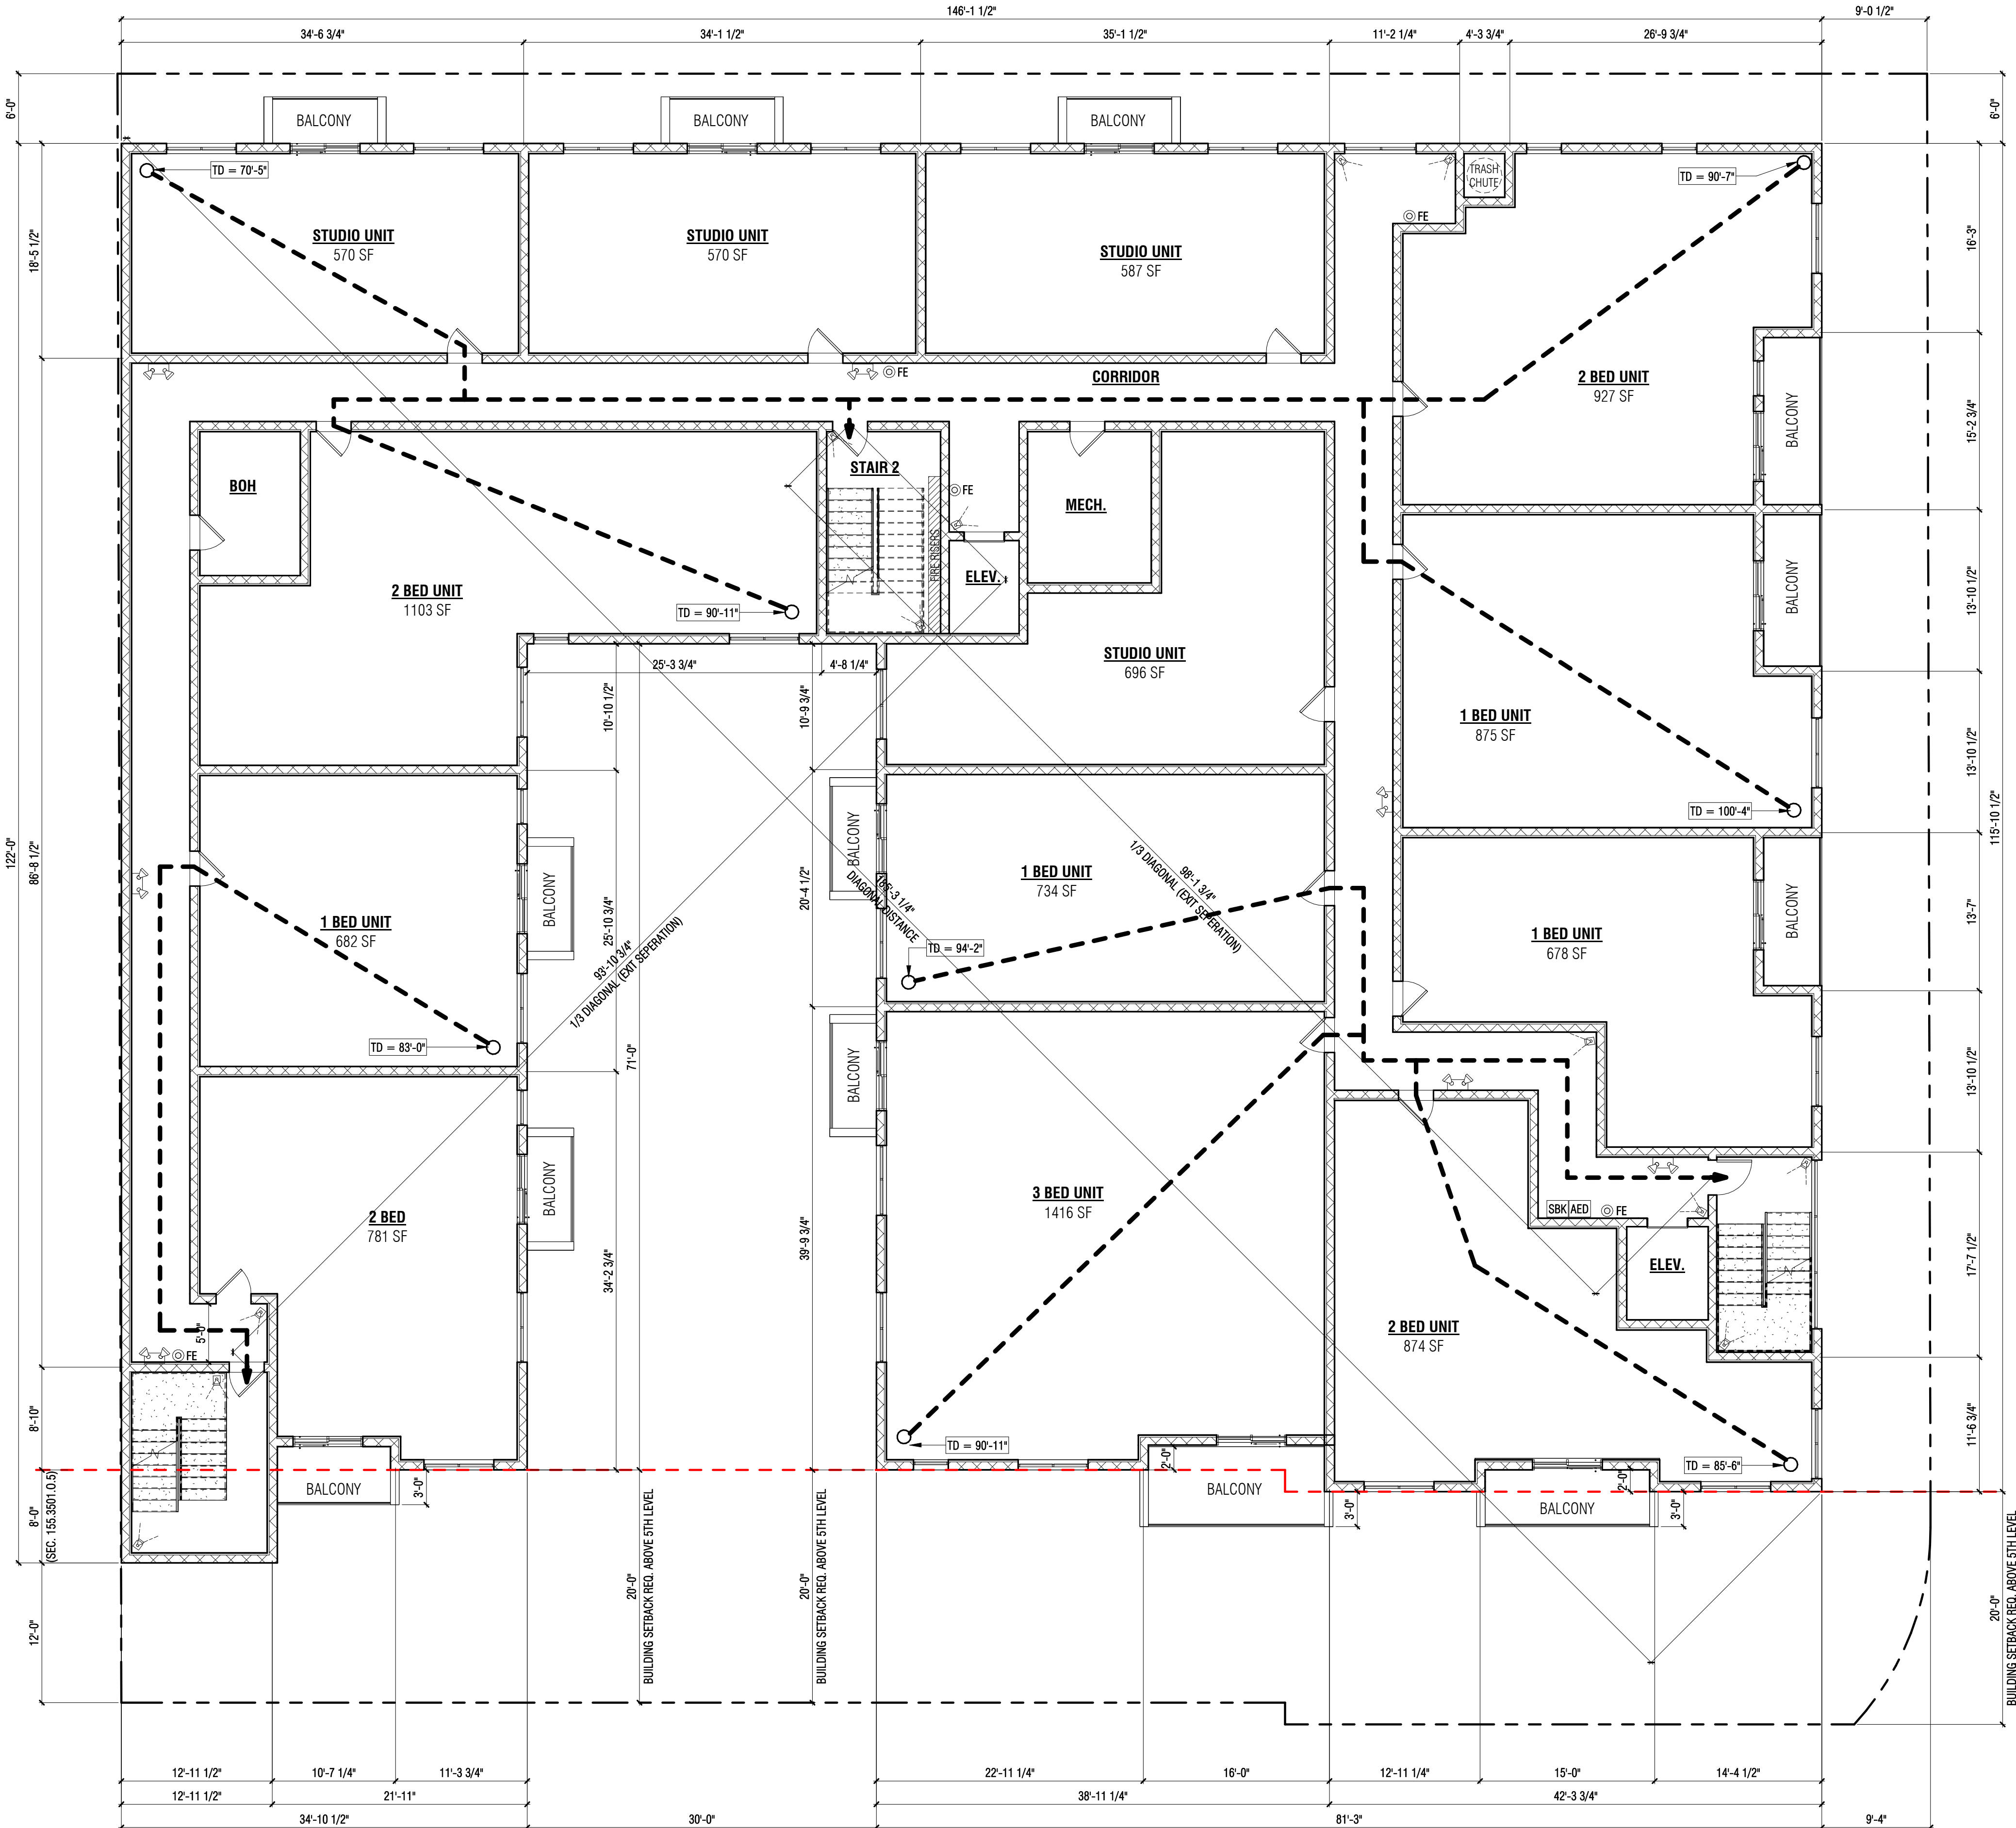 146'-1 1/2"
9'-0 1/2"
34'-6 3/4"
34'-1 1/2"
35'-1 1/2"
11'-2 1/4"
4'-3 3/4"
26'-9 3/4"
6'-0"
6'-0"
BALCONY
BALCONY
BALCONY
TD = 70'-5"
TRASH
CHUTE
TD = 90'-7"
FE
STUDIO UNIT
570 SF
STUDIO UNIT
570 SF
STUDIO UNIT
587 SF
18'-5 1/2"
16'-3"
FE
CORRIDOR
2 BED UNIT
927 SF
BALCONY
15'-2 3/4"
BOH
STAIR 2
FE
MECH.
FIRE RISERS
ELEV.
2 BED UNIT
1103 SF
TD = 90'-11"
BALCONY
13'-10 1/2"
25'-3 3/4"
4'-8 1/4"
STUDIO UNIT
696 SF
10'-10 1/2"
10'-9 3/4"
1 BED UNIT
875 SF
13'-10 1/2"
TD = 100'-4"
115'-10 1/2"
122'-0"
86'-8 1/2"
BALCONY
1 BED UNIT
734 SF
185'-3 1/4"
DIAGONAL DISTANCE
98'-1 3/4"
1/3 DIAGONAL (EXIT SEPERATION)
20'-4 1/2"
BALCONY
1 BED UNIT
682 SF
BALCONY
25'-10 3/4"
93'-10 3/4"
1/3 DIAGONAL (EXIT SEPERATION)
TD = 94'-2"
1 BED UNIT
678 SF
13'-7"
TD = 83'-0"
71'-0"
BALCONY
13'-10 1/2"
2 BED
781 SF
BALCONY
34'-2 3/4"
39'-9 3/4"
3 BED UNIT
1416 SF
SBK
AED
FE
ELEV.
17'-7 1/2"
5'-0"
FE
2 BED UNIT
874 SF
8'-10"
11'-6 3/4"
TD = 90'-11"
2'-0"
TD = 85'-6"
2'-0"
BALCONY
3'-0"
BALCONY
3'-0"
BALCONY
3'-0"
8'-0"
(SEC. 155.3501.O.5)
12'-0"
20'-0"
BUILDING SETBACK REQ. ABOVE 5TH LEVEL
20'-0"
BUILDING SETBACK REQ. ABOVE 5TH LEVEL
20'-0"
BUILDING SETBACK REQ. ABOVE 5TH LEVEL
12'-11 1/2"
10'-7 1/4"
11'-3 3/4"
22'-11 1/4"
16'-0"
12'-11 1/4"
15'-0"
14'-4 1/2"
12'-11 1/2"
21'-11"
38'-11 1/4"
42'-3 3/4"
34'-10 1/2"
30'-0"
81'-3"
9'-4"